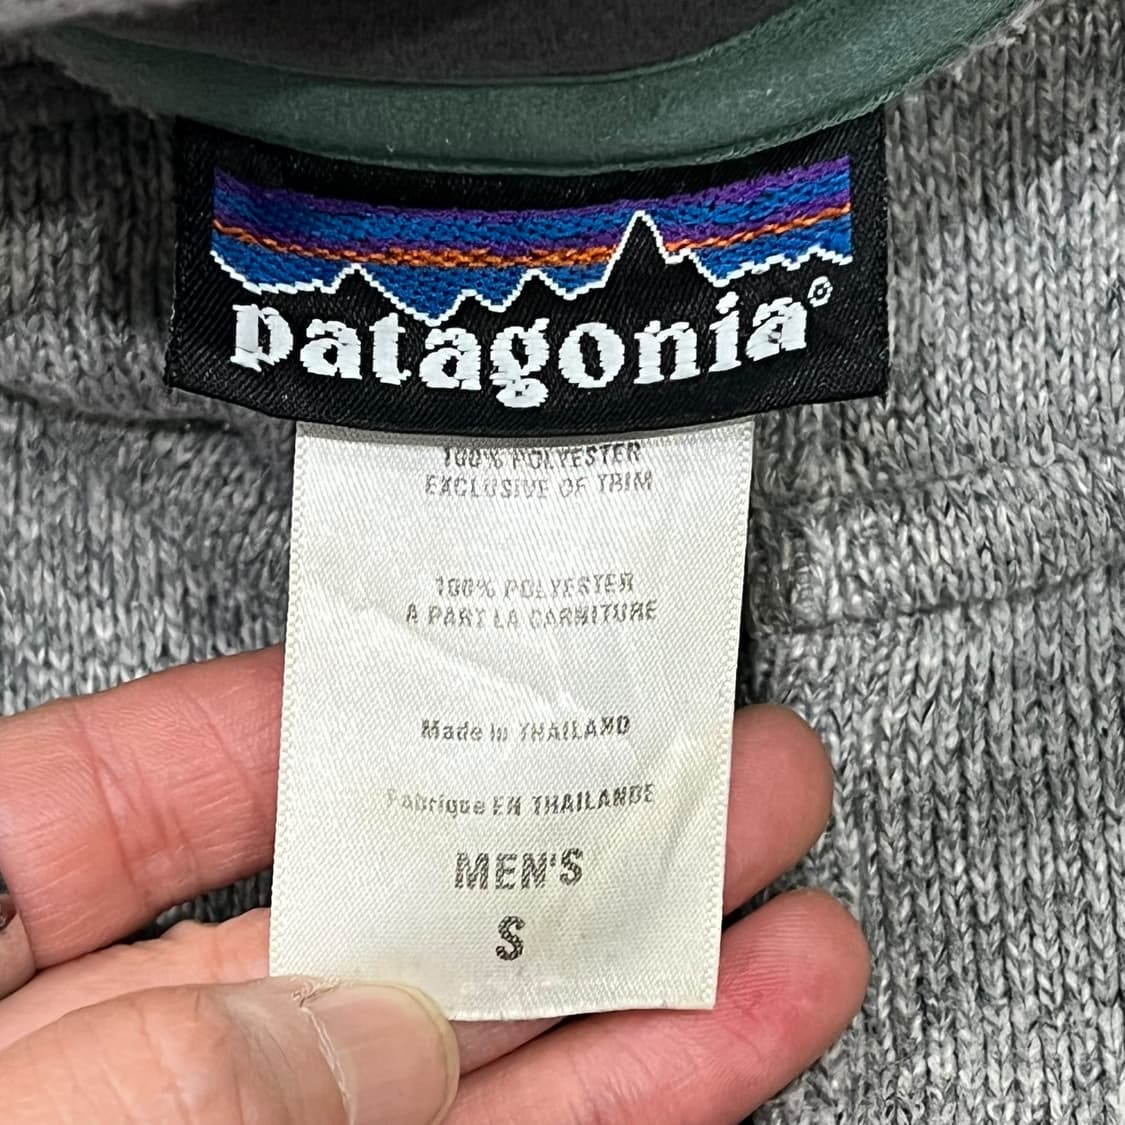 patagonia®
100% POLYESTER
EXCLUSIVE OF TRIM
100% POLYESTER
A PART LA GARNITURE
Made in THAILAND
Fabrique EN THAILANDE
MEN'S
S